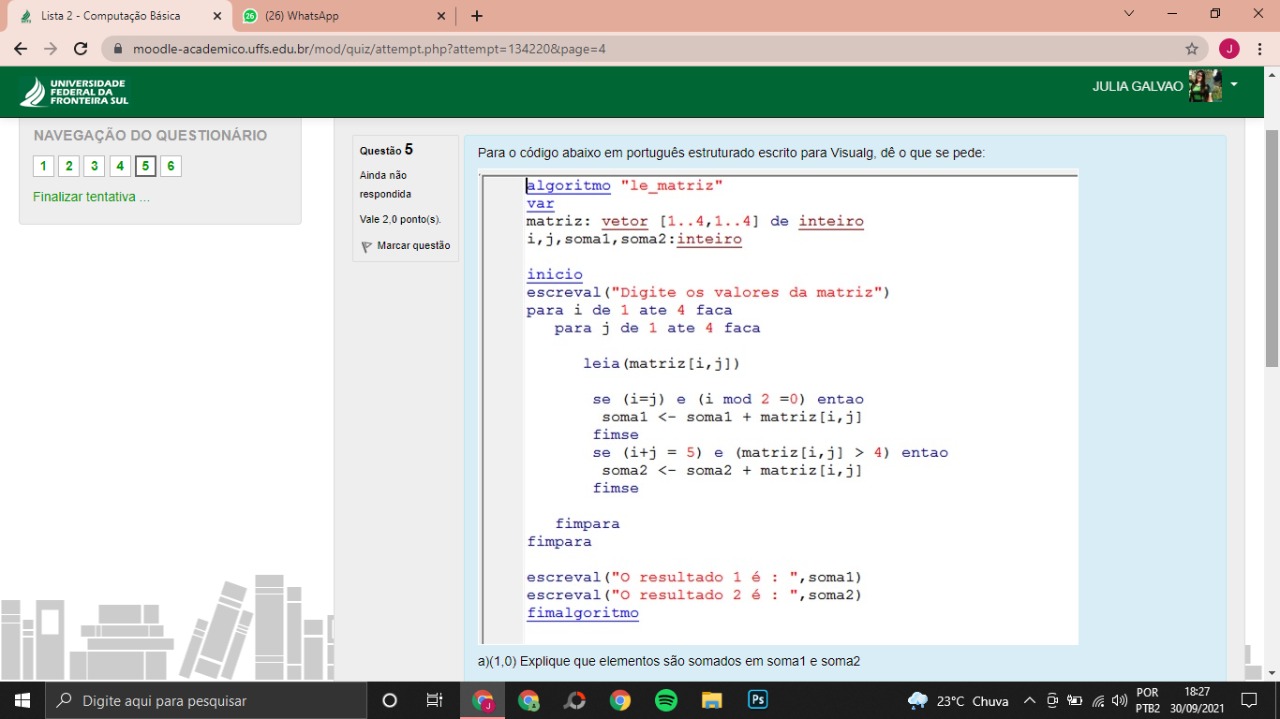 Lista 2 - Computação Básica
26
(26) WhatsApp
moodle-academico.uffs.edu.br/mod/quiz/attempt.php?attempt=134220&page=4
J
UNIVERSIDADE
FEDERAL DA
FRONTEIRA SUL
JULIA GALVAO
NAVEGAÇÃO DO QUESTIONÁRIO
1 2 3 4 5 6
Finalizar tentativa ...
Questão 5
Ainda não
respondida
Vale 2,0 ponto(s).
Marcar questão
Para o código abaixo em português estruturado escrito para Visualg, dê o que se pede:
algoritmo "le_matriz"
var
matriz: vetor [1..4,1..4] de inteiro
i,j,soma1,soma2:inteiro
inicio
escreval("Digite os valores da matriz")
para i de 1 ate 4 faca
para j de 1 ate 4 faca
leia(matriz[i,j])
se (i=j) e (i mod 2 =0) entao
soma1 <- soma1 + matriz[i,j]
fimse
se (i+j = 5) e (matriz[i,j] > 4) entao
soma2 <- soma2 + matriz[i,j]
fimse
fimpara
fimpara
escreval("O resultado 1 é : ",soma1)
escreval("O resultado 2 é : ",soma2)
fimalgoritmo
a)(1,0) Explique que elementos são somados em soma1 e soma2
Digite aqui para pesquisar
Ps
23°C Chuva
POR
PTB2
18:27
30/09/2021